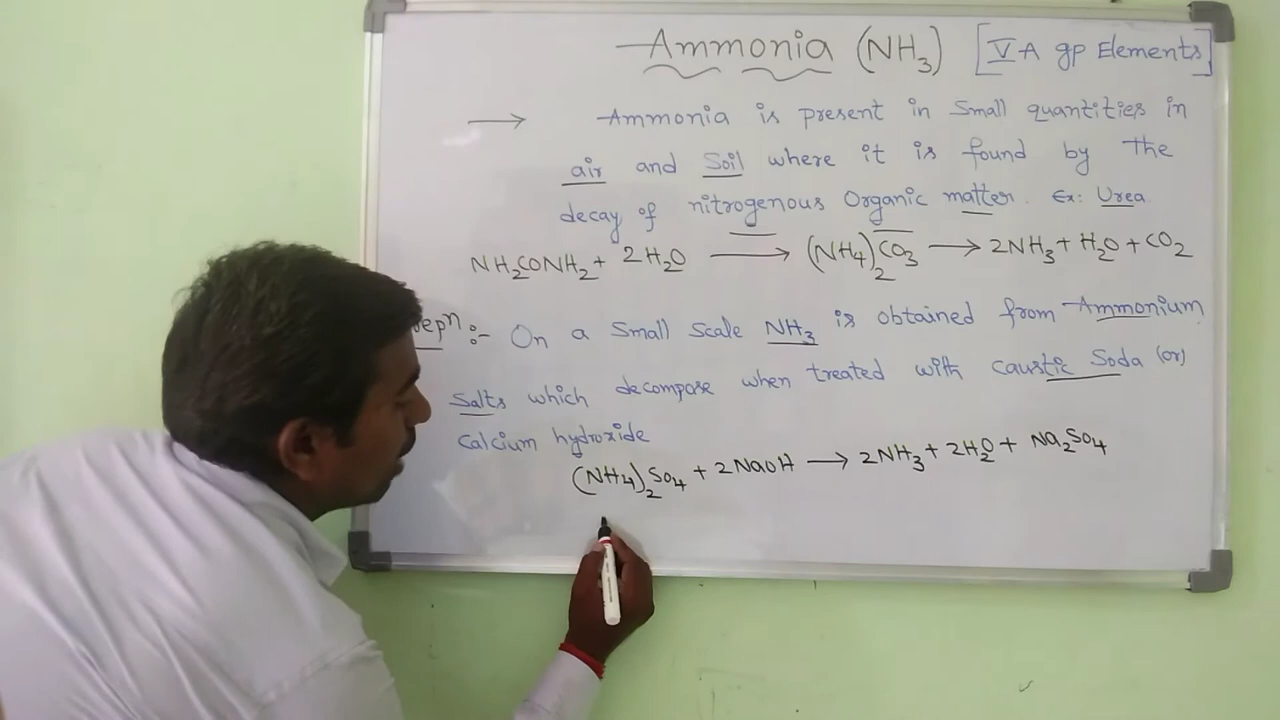 Ammonia (NH₃) [V A gp Elements]
→ Ammonia is present in Small quantities in
air and Soil where it is found by the
decay of nitrogenous Organic matter. Ex: Urea
NH₂CONH₂ + 2H₂O → (NH₄)₂CO₃ → 2NH₃ + H₂O + CO₂
repⁿ :- On a Small Scale NH₃ is obtained from Ammonium
Salts which decompose when treated with caustic Soda (or)
Calcium hydroxide
(NH₄)₂SO₄ + 2NaOH → 2NH₃ + 2H₂O + Na₂SO₄